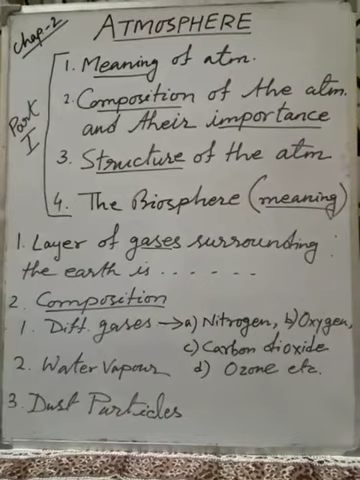 Chap-2
ATMOSPHERE
Part I
1. Meaning of atm.
2. Composition of the atm.
and their importance
3. Structure of the atm
4. The Biosphere (meaning)
1. Layer of gases surrounding :
the earth is . . . . . .
2. Composition
1. Diff. gases → a) Nitrogen, b) Oxygen,
c) Carbon dioxide
2. Water Vapour d) Ozone etc.
3. Dust Particles